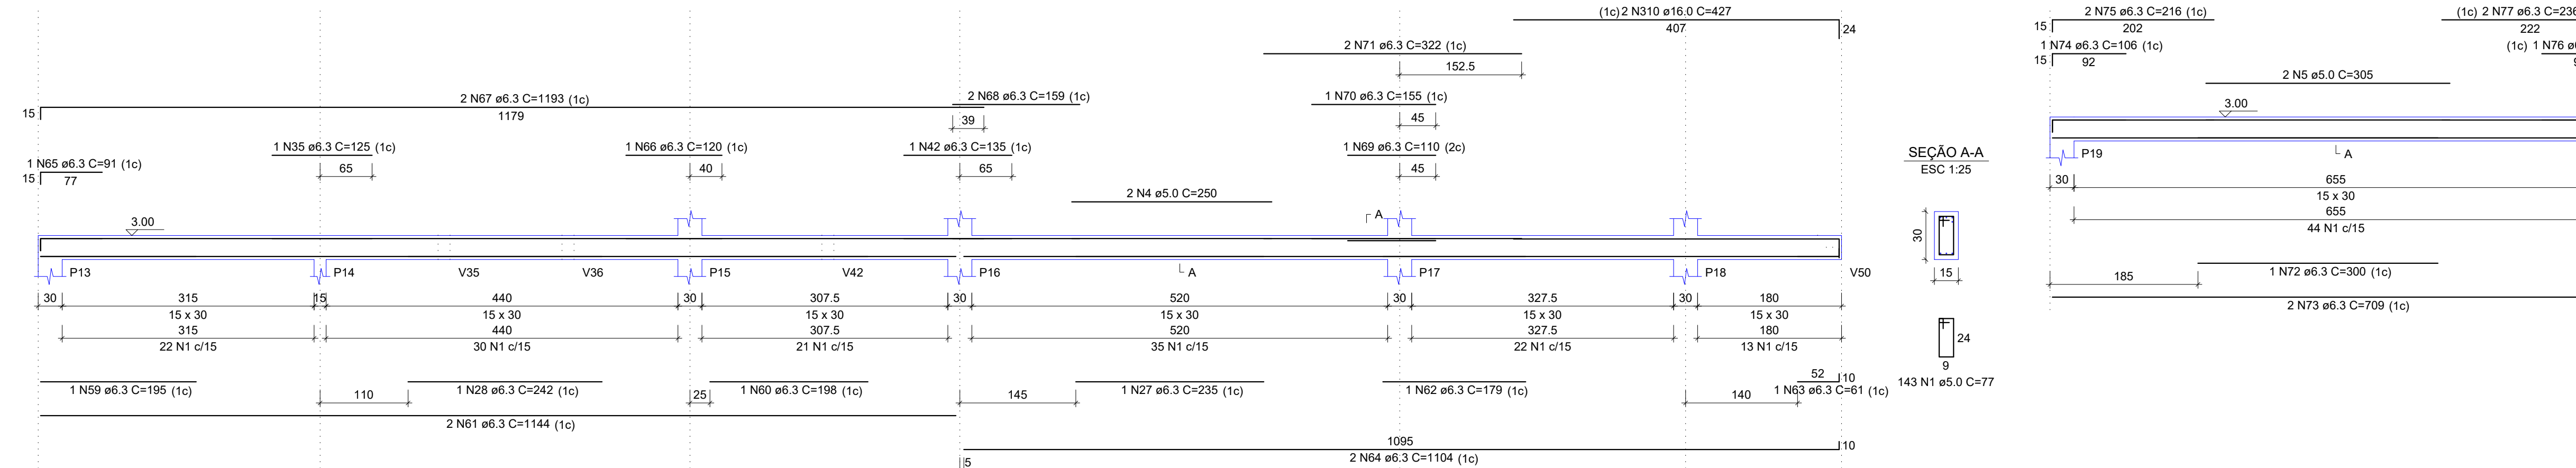 (1c) 2 N310 ø16.0 C=427
407
24
2 N71 ø6.3 C=322 (1c)
152.5
2 N67 ø6.3 C=1193 (1c)
15
1179
2 N68 ø6.3 C=159 (1c)
39
1 N70 ø6.3 C=155 (1c)
45
1 N65 ø6.3 C=91 (1c)
15
77
1 N35 ø6.3 C=125 (1c)
65
1 N66 ø6.3 C=120 (1c)
40
1 N42 ø6.3 C=135 (1c)
65
1 N69 ø6.3 C=110 (2c)
45
2 N4 ø5.0 C=250
3.00
A
P13
P14
V35
V36
P15
V42
P16
A
P17
P18
V50
30 315 15 440 30 307.5 30 520 30 327.5 30 180
15 x 30 15 x 30 15 x 30 15 x 30 15 x 30 15 x 30
315 440 307.5 520 327.5 180
22 N1 c/15 30 N1 c/15 21 N1 c/15 35 N1 c/15 22 N1 c/15 13 N1 c/15
1 N59 ø6.3 C=195 (1c)
110
1 N28 ø6.3 C=242 (1c)
25
1 N60 ø6.3 C=198 (1c)
145
1 N27 ø6.3 C=235 (1c)
1 N62 ø6.3 C=179 (1c)
140
52
10
1 N63 ø6.3 C=61 (1c)
2 N61 ø6.3 C=1144 (1c)
1095
10
2 N64 ø6.3 C=1104 (1c)
5
SEÇÃO A-A
ESC 1:25
30
15
24
9
143 N1 ø5.0 C=77
2 N75 ø6.3 C=216 (1c)
15
202
(1c) 2 N77 ø6.3 C=236
222
1 N74 ø6.3 C=106 (1c)
15
92
(1c) 1 N76
2 N5 ø5.0 C=305
3.00
P19
A
30 655
15 x 30
655
44 N1 c/15
185
1 N72 ø6.3 C=300 (1c)
2 N73 ø6.3 C=709 (1c)